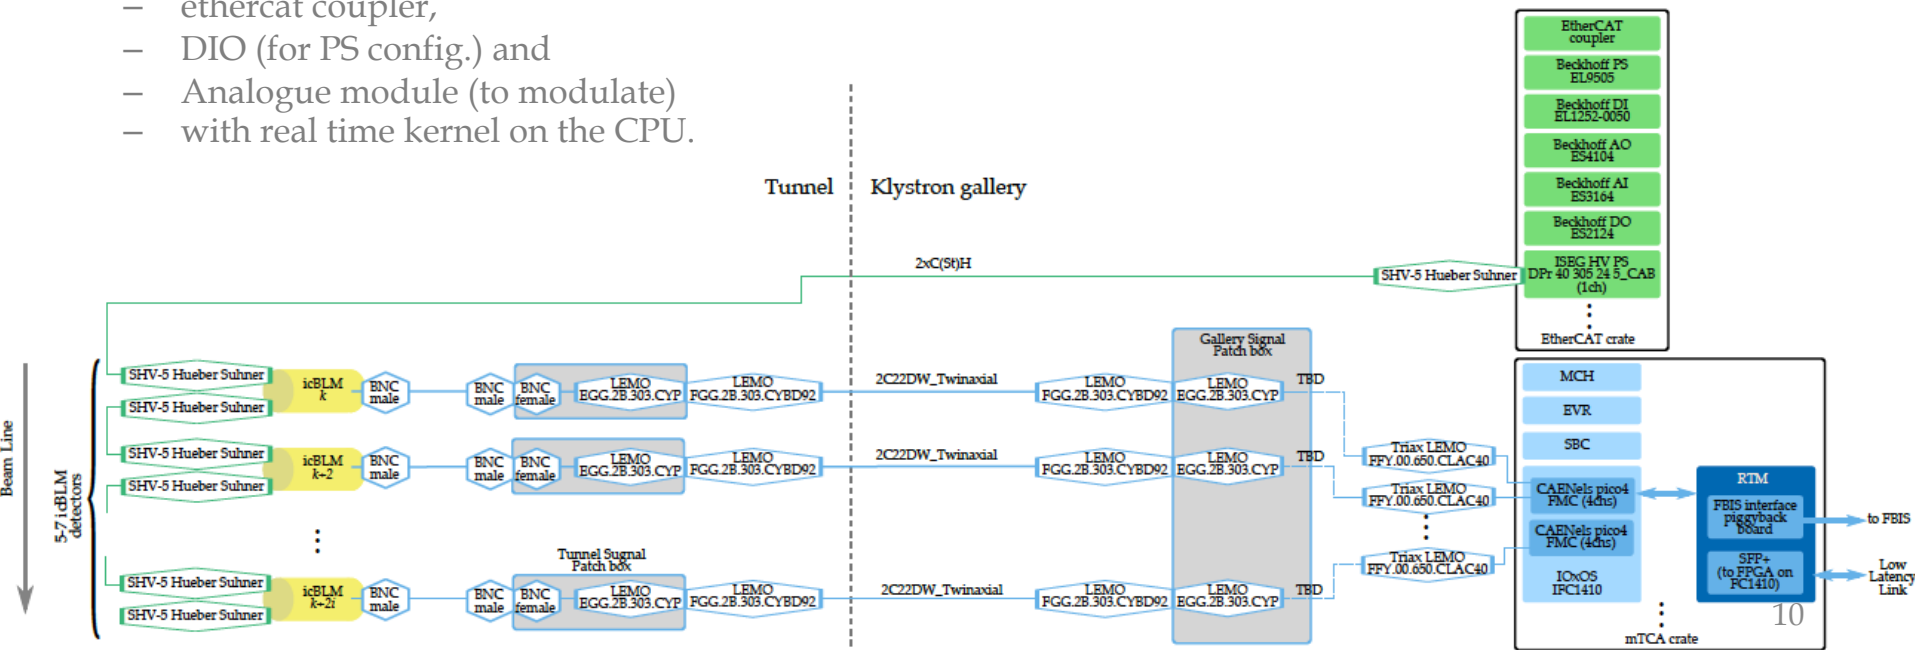 – ethercat coupler,
– DIO (for PS config.) and
– Analogue module (to modulate)
– with real time kernel on the CPU.
Tunnel
Klystron gallery
EtherCAT
coupler
Beckhoff PS
EL9505
Beckhoff DI
EL1252-0050
Beckhoff AO
ES4104
Beckhoff AI
ES3164
Beckhoff DO
ES2124
ISEG HV PS
DPr 40 305 24 5_CAB
(1ch)
EtherCAT crate
2xC(St)H
SHV-5 Hueber Suhner
Beam Line
5-7 icBLM
detectors
SHV-5 Hueber Suhner
SHV-5 Hueber Suhner
icBLM
k
BNC
male
BNC
male
BNC
female
LEMO
EGG.2B.303.CYP
LEMO
FGG.2B.303.CYBD92
2C22DW_Twinaxial
LEMO
FGG.2B.303.CYBD92
LEMO
EGG.2B.303.CYP
TBD
Gallery Signal
Patch box
SHV-5 Hueber Suhner
SHV-5 Hueber Suhner
icBLM
k+2
BNC
male
BNC
male
BNC
female
LEMO
EGG.2B.303.CYP
LEMO
FGG.2B.303.CYBD92
2C22DW_Twinaxial
LEMO
FGG.2B.303.CYBD92
LEMO
EGG.2B.303.CYP
TBD
Tunnel Sugnal
Patch box
SHV-5 Hueber Suhner
SHV-5 Hueber Suhner
icBLM
k+2i
BNC
male
BNC
male
BNC
female
LEMO
EGG.2B.303.CYP
LEMO
FGG.2B.303.CYBD92
2C22DW_Twinaxial
LEMO
FGG.2B.303.CYBD92
LEMO
EGG.2B.303.CYP
TBD
Triax LEMO
FFY.00.650.CLAC40
Triax LEMO
FFY.00.650.CLAC40
Triax LEMO
FFY.00.650.CLAC40
MCH
EVR
SBC
CAENels pico4
FMC (4chs)
CAENels pico4
FMC (4chs)
IOxOS
IFC1410
RTM
FBIS interface
piggyback
board
SFP+
(to FPGA on
FC1410)
to FBIS
Low
Latency
Link
mTCA crate
10